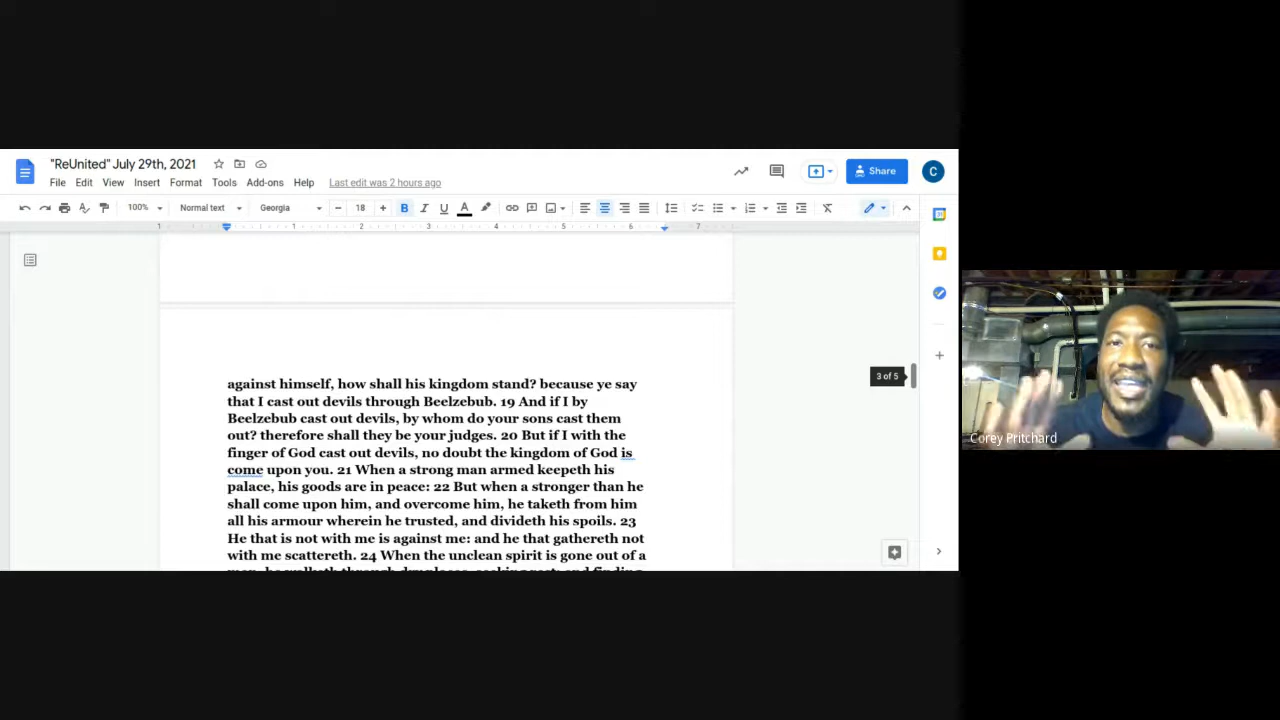 "ReUnited" July 29th, 2021
File Edit View Insert Format Tools Add-ons Help Last edit was 2 hours ago
Share
C
100% Normal text Georgia - 18 + B I U A
1 1 2 3 4 5 6 7
3 of 5
against himself, how shall his kingdom stand? because ye say
that I cast out devils through Beelzebub. 19 And if I by
Beelzebub cast out devils, by whom do your sons cast them
out? therefore shall they be your judges. 20 But if I with the
finger of God cast out devils, no doubt the kingdom of God is
come upon you. 21 When a strong man armed keepeth his
palace, his goods are in peace: 22 But when a stronger than he
shall come upon him, and overcome him, he taketh from him
all his armour wherein he trusted, and divideth his spoils. 23
He that is not with me is against me: and he that gathereth not
with me scattereth. 24 When the unclean spirit is gone out of a
Corey Pritchard